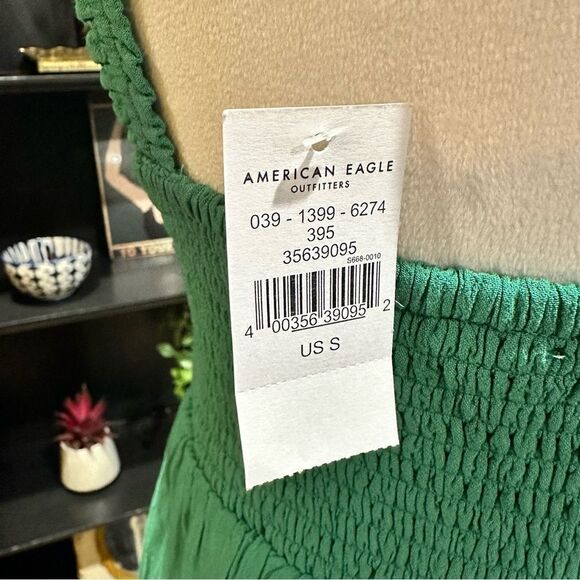 AMERICAN EAGLE
OUTFITTERS
039 - 1399 - 6274
395
35639095
S668-0010
4 00356 39095 2
US S